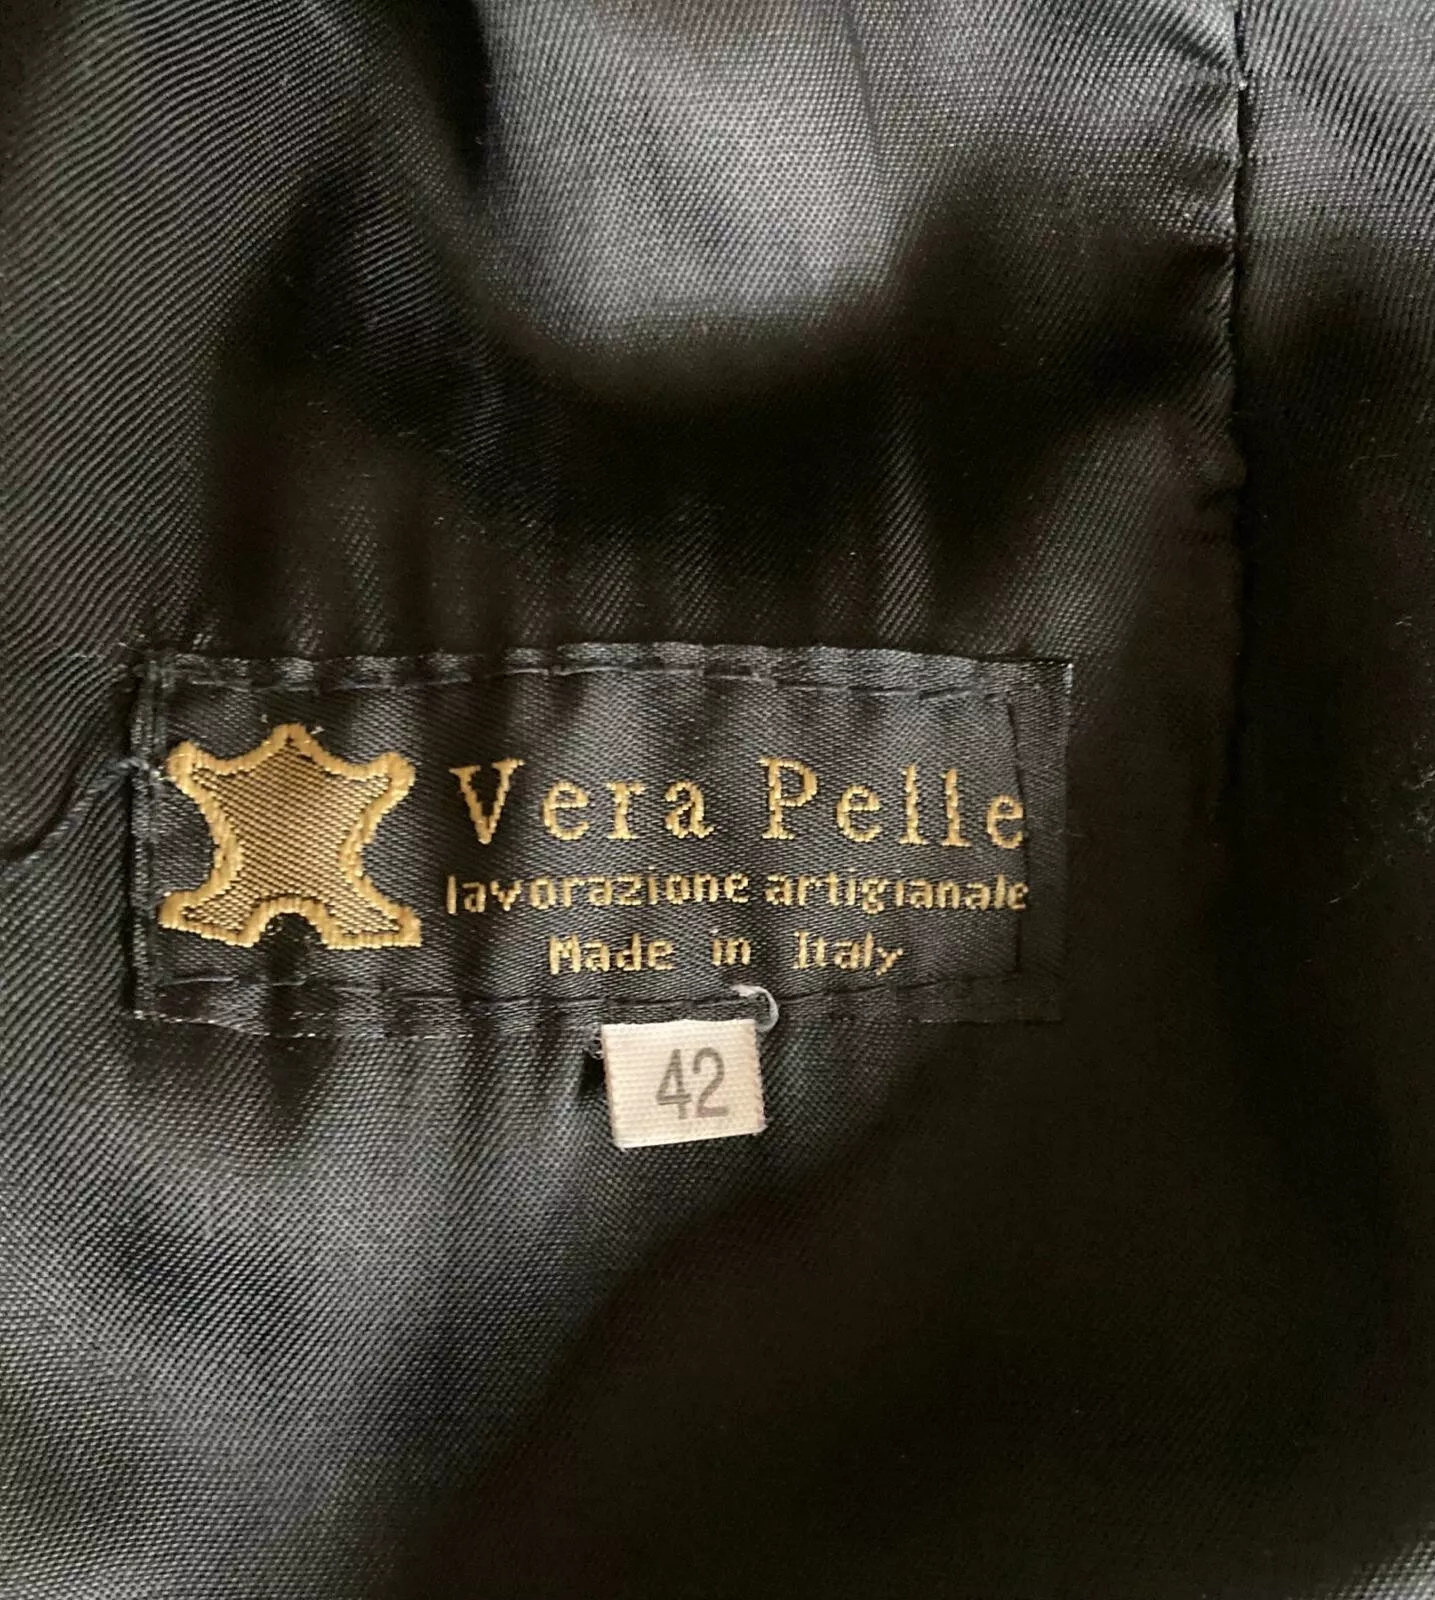 Vera Pelle
lavorazione artigianale
Made in Italy
42